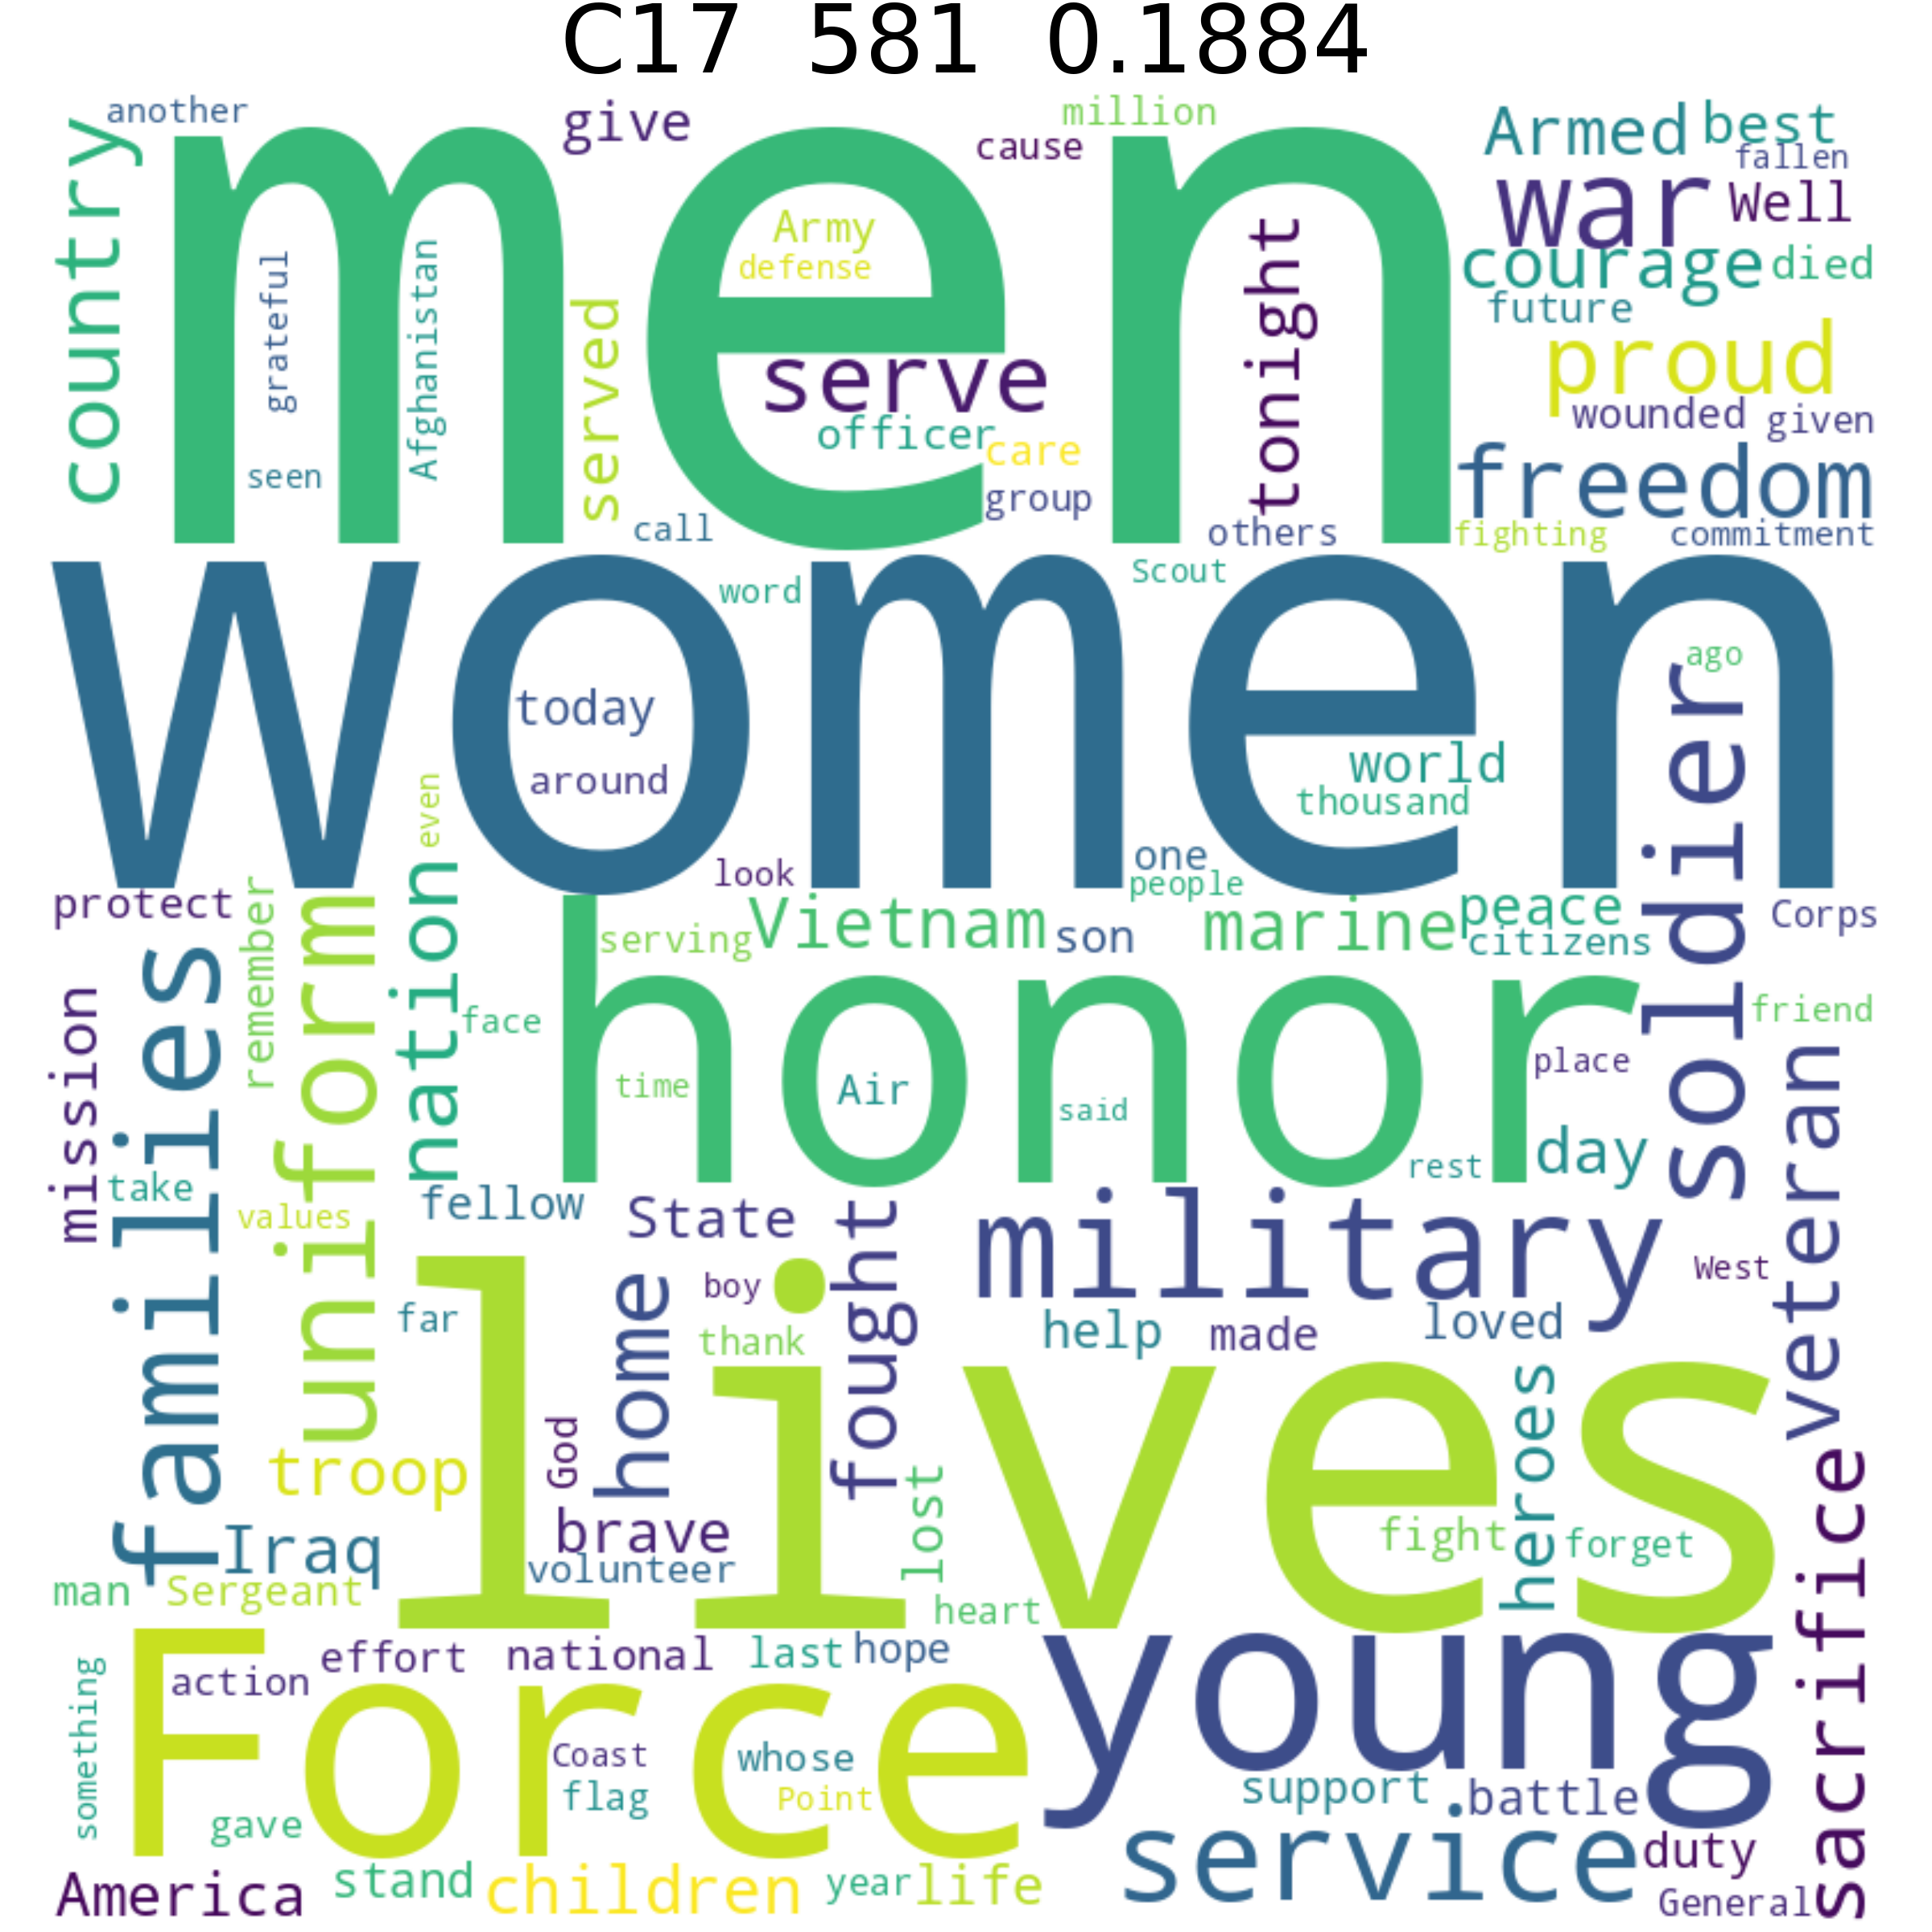 C17 581 0.1884
another
give
million
Armed
best
cause
fallen
country
men
war
Well
Army
defense
grateful
Afghanistan
served
tonight
courage
died
future
serve
proud
officer
care
wounded
given
seen
group
freedom
call
others
fighting
commitment
women
word
Scout
ago
today
around
world
thousand
even
look
one
people
soldier
protect
remember
uniform
nation
serving
Vietnam
son
marine
peace
citizens
Corps
families
mission
face
honor
friend
time
Air
said
place
rest
day
veteran
take
values
fellow
State
fought
military
West
far
home
boy
thank
help
made
loved
lives
heroes
troop
God
brave
lost
fight
forget
Iraq
volunteer
man
Sergeant
heart
sacrifice
Force
effort
national
last
hope
young
action
something
Coast
whose
flag
Point
support
battle
gave
service
duty
America
stand
children
year
life
General